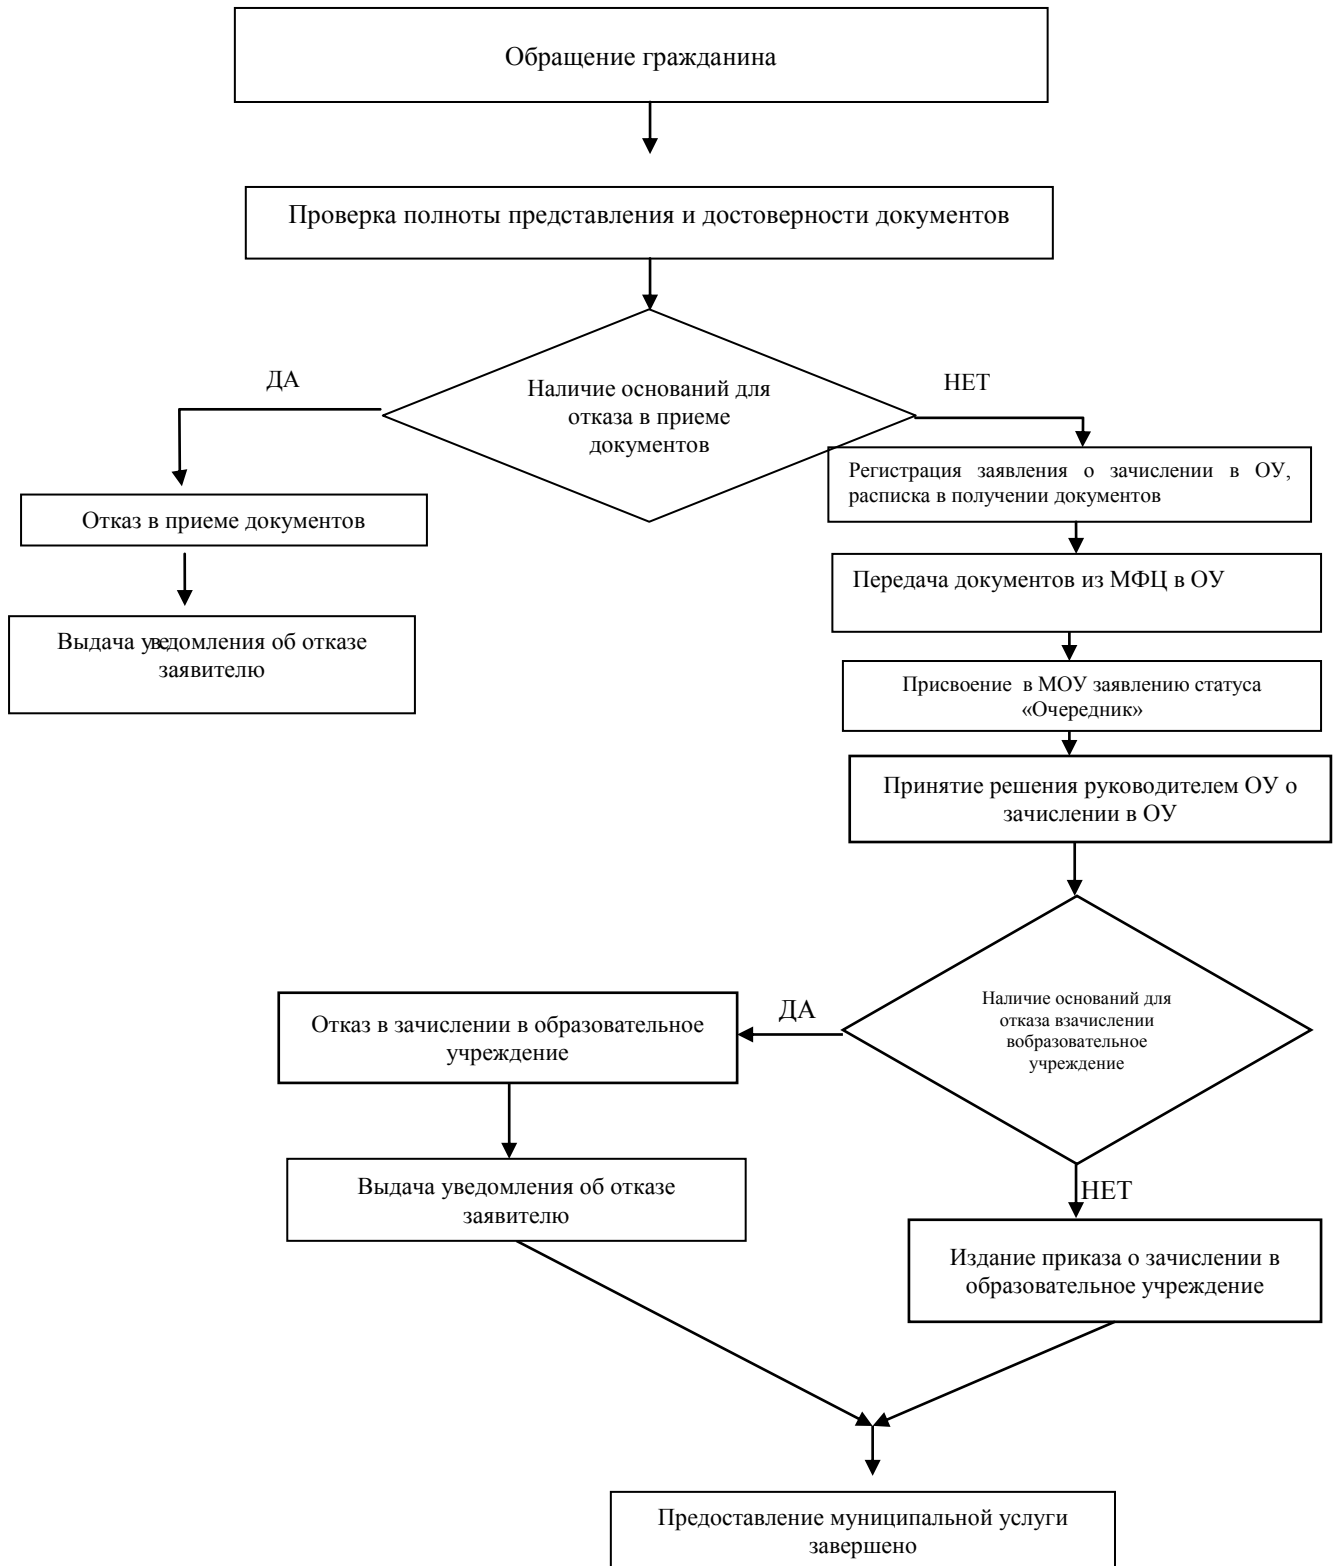 Обращение гражданина
Проверка полноты представления и достоверности документов
ДА
Наличие оснований для
отказа в приеме
документов
НЕТ
Регистрация заявления о зачислении в ОУ,
расписка в получении документов
Отказ в приеме документов
Передача документов из МФЦ в ОУ
Выдача уведомления об отказе
заявителю
Присвоение в МОУ заявлению статуса
«Очередник»
Принятие решения руководителем ОУ о
зачислении в ОУ
Наличие оснований для
отказа взачислении
вобразовательное
учреждение
ДА
Отказ в зачислении в образовательное
учреждение
Выдача уведомления об отказе
заявителю
НЕТ
Издание приказа о зачислении в
образовательное учреждение
Предоставление муниципальной услуги
завершено